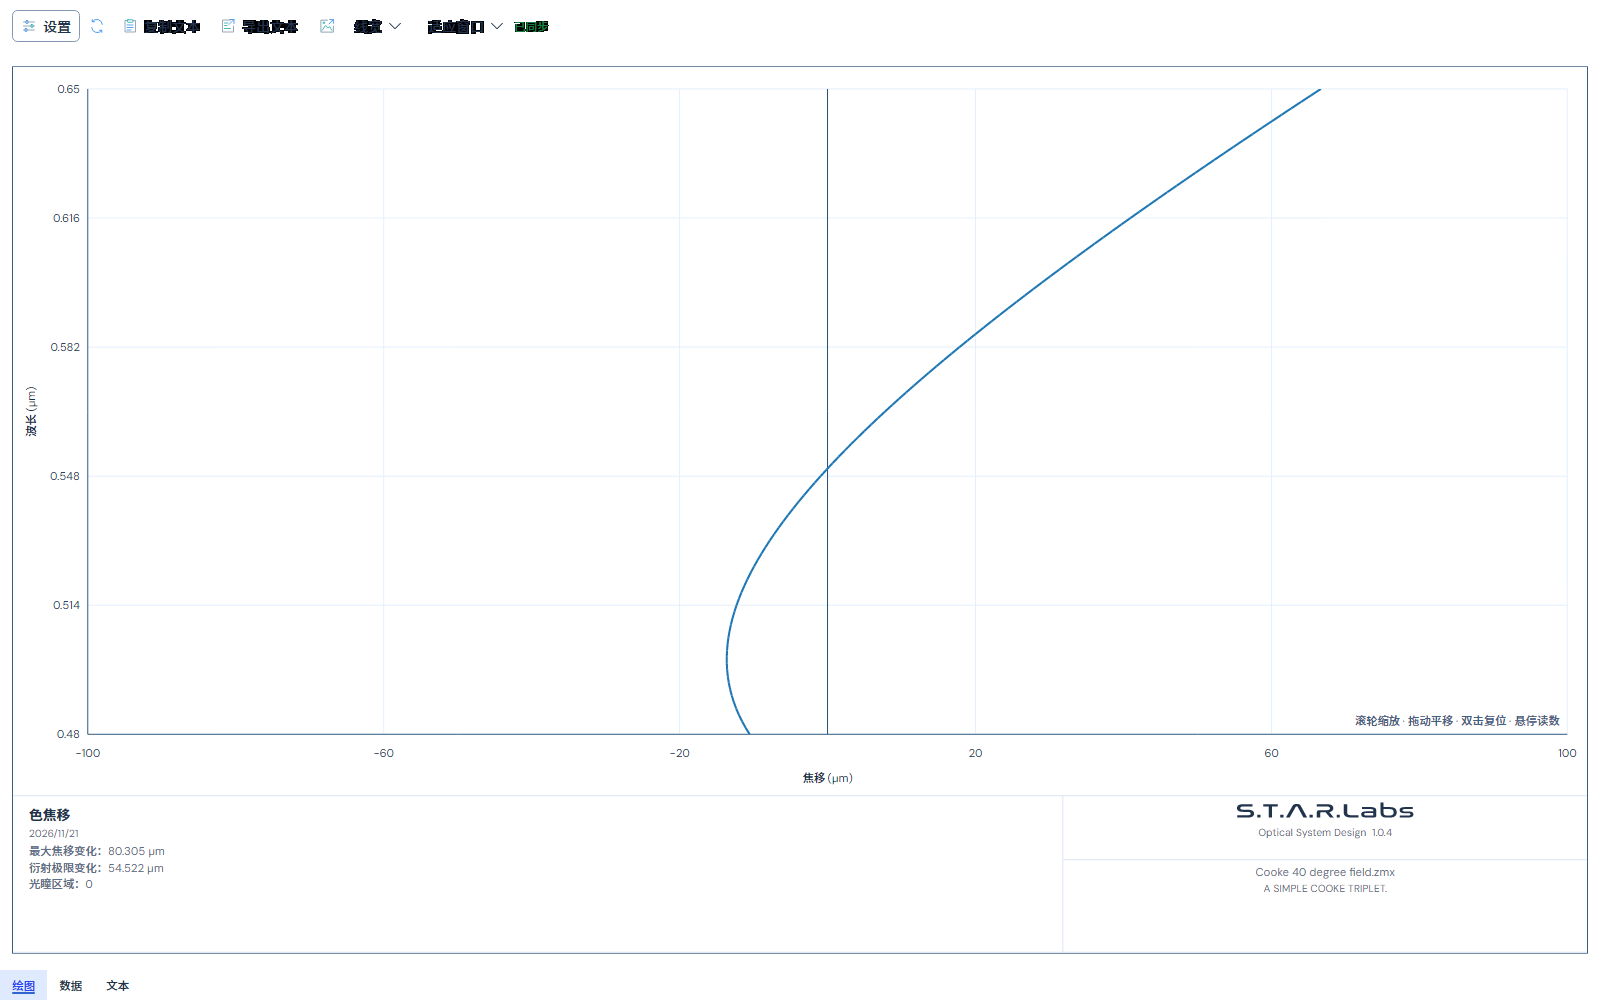 设置
0.65
0.616
0.582
0.548
0.514
0.48
波长 (μm)
-100
-60
-20
20
60
100
焦移 (μm)
滚轮缩放 · 拖动平移 · 双击复位 · 悬停读数
色焦移
2026/11/21
最大焦移变化: 80.305 μm
衍射极限变化: 54.522 μm
光瞳区域: 0
S.T.A.R.Labs
Optical System Design 1.0.4
Cooke 40 degree field.zmx
A SIMPLE COOKE TRIPLET.
绘图 数据 文本